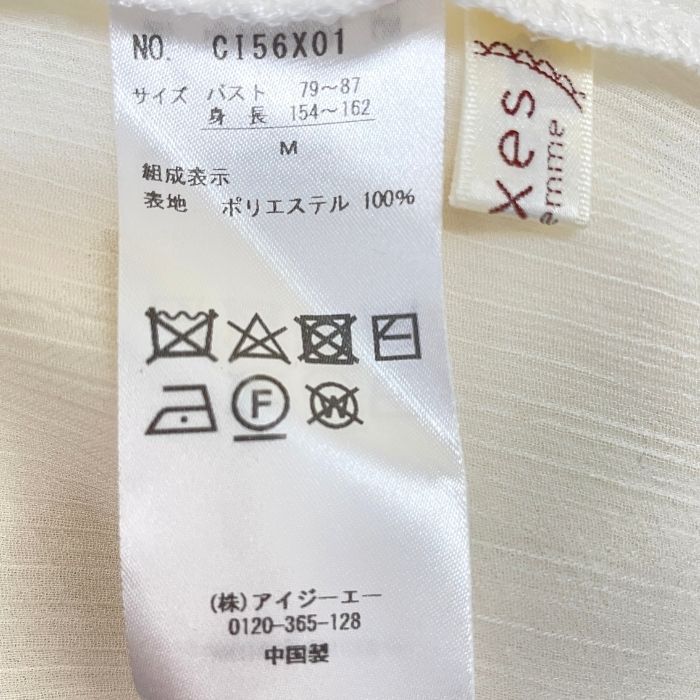 NO. CI56X01
サイズ バスト 79~87
身長 154~162
M
組成表示
表地 ポリエステル 100%
F
W
(株)アイジーエー
0120-365-128
中国製
xes
emme